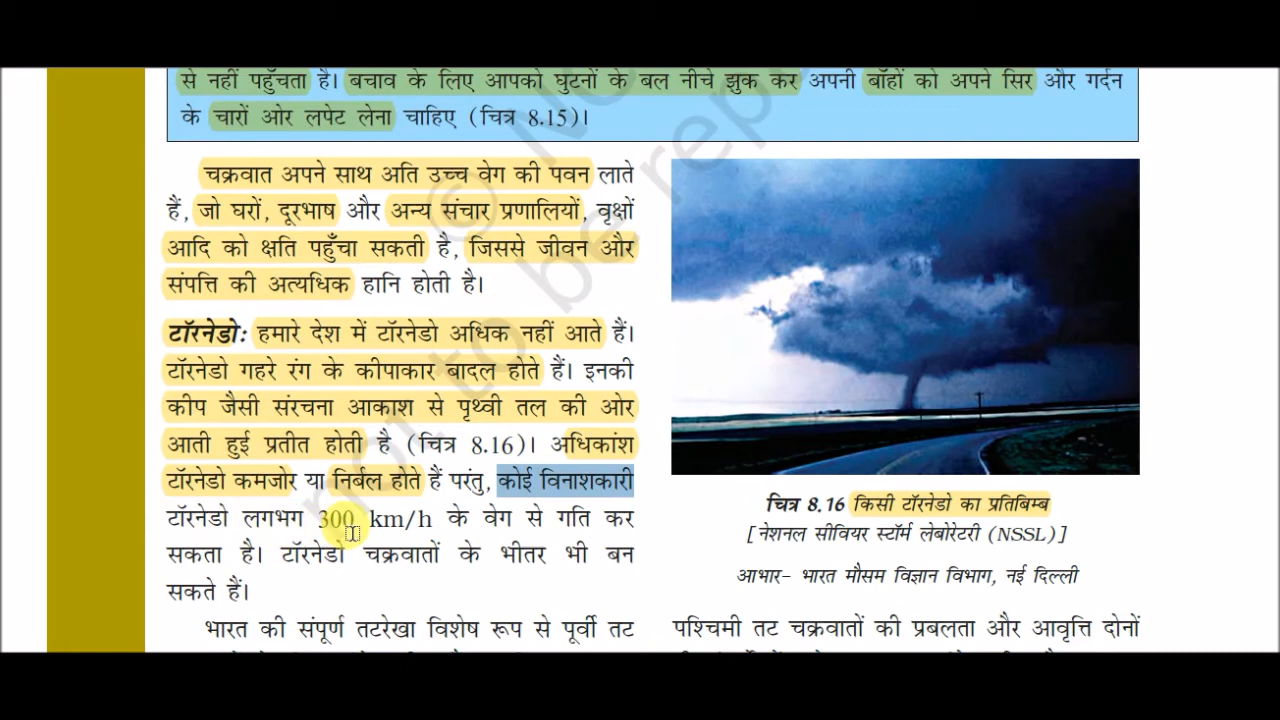 से नहीं पहुँचता है। बचाव के लिए आपको घुटनों के बल नीचे झुक कर अपनी बाँहों को अपने सिर और गर्दन
के चारों ओर लपेट लेना चाहिए (चित्र 8.15)।
चक्रवात अपने साथ अति उच्च वेग की पवन लाते
हैं, जो घरों, दूरभाष और अन्य संचार प्रणालियों, वृक्षों
आदि को क्षति पहुँचा सकती है, जिससे जीवन और
संपत्ति की अत्यधिक हानि होती है।
टॉरनेडो: हमारे देश में टॉरनेडो अधिक नहीं आते हैं।
टॉरनेडो गहरे रंग के कीपाकार बादल होते हैं। इनकी
कीप जैसी संरचना आकाश से पृथ्वी तल की ओर
आती हुई प्रतीत होती है (चित्र 8.16)। अधिकांश
टॉरनेडो कमजोर या निर्बल होते हैं परंतु, कोई विनाशकारी
टॉरनेडो लगभग 300 km/h के वेग से गति कर
सकता है। टॉरनेडो चक्रवातों के भीतर भी बन
सकते हैं।
भारत की संपूर्ण तटरेखा विशेष रूप से पूर्वी तट
चित्र 8.16 किसी टॉरनेडो का प्रतिबिम्ब
[नेशनल सीवियर स्टॉर्म लेबोरेटरी (NSSL)]
आभार- भारत मौसम विज्ञान विभाग, नई दिल्ली
पश्चिमी तट चक्रवातों की प्रबलता और आवृत्ति दोनों
not to be rep